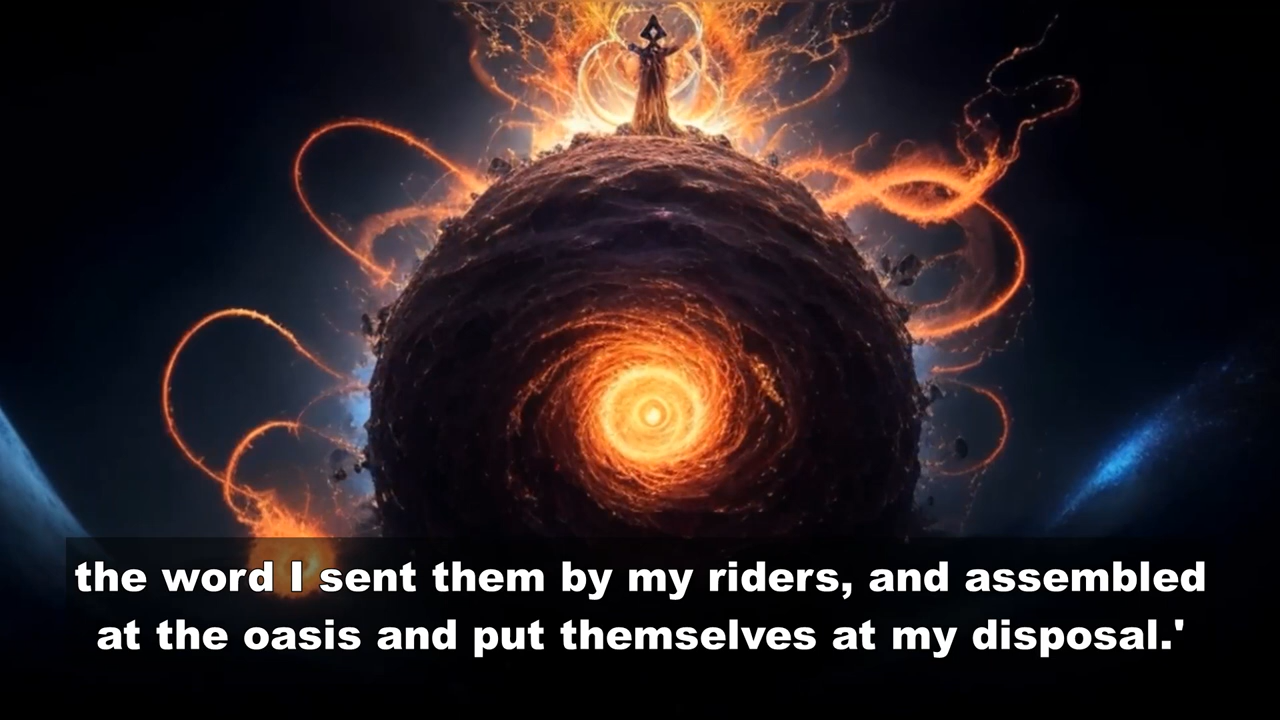 the word I sent them by my riders, and assembled
at the oasis and put themselves at my disposal.'